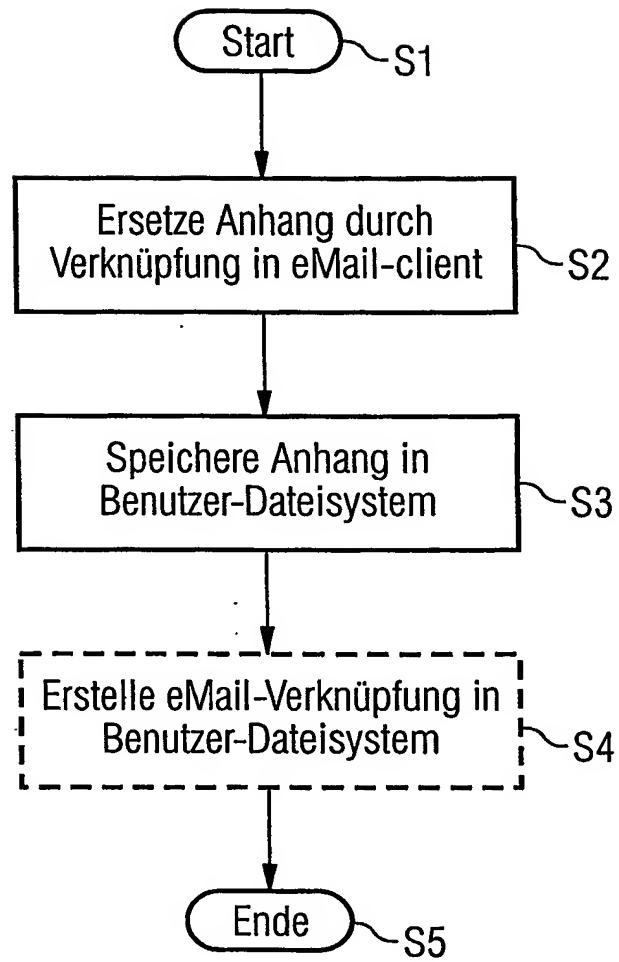 Start
S1
Ersetze Anhang durch
Verknüpfung in eMail-client
S2
Speichere Anhang in
Benutzer-Dateisystem
S3
Erstelle eMail-Verknüpfung in
Benutzer-Dateisystem
S4
Ende
S5